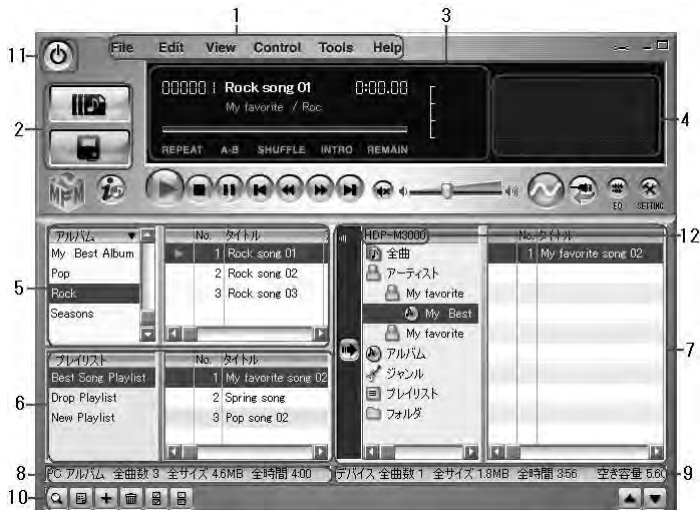 1 3
11 File Edit View Control Tools Help
000001 Rock song 01 0:00.00
My favorite / Roc
2 4
REPEAT A-B SHUFFLE INTRO REMAIN
EQ SETTING
アルバム No. タイトル HDP-M3000 No. タイトル 12
My Best Album 1 Rock song 01 全曲 1 My favorite song 02
Pop 2 Rock song 02 アーティスト
5 Rock 3 Rock song 03 My favorite
Seasons My Best
My favorite
プレイリスト No. タイトル アルバム 7
Best Song Playlist 1 My favorite song 02 ジャンル
6 Drop Playlist 2 Spring song プレイリスト
New Playlist 3 Pop song 02 フォルダ
8 PC アルバム 全曲数 3 全サイズ 4.6MB 全時間 4:00 デバイス 全曲数 1 全サイズ 1.8MB 全時間 3:56 空き容量 5.6 9
10